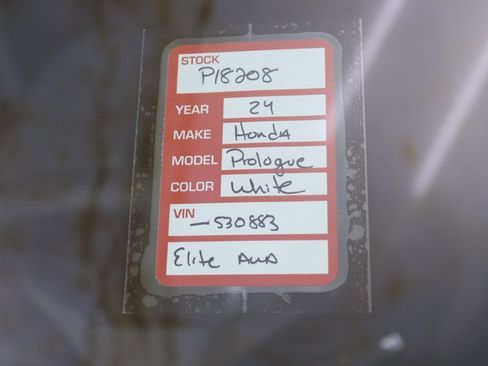 STOCK
P18208
YEAR 24
MAKE Honda
MODEL Prologue
COLOR White
VIN
-530883
Elite AWD